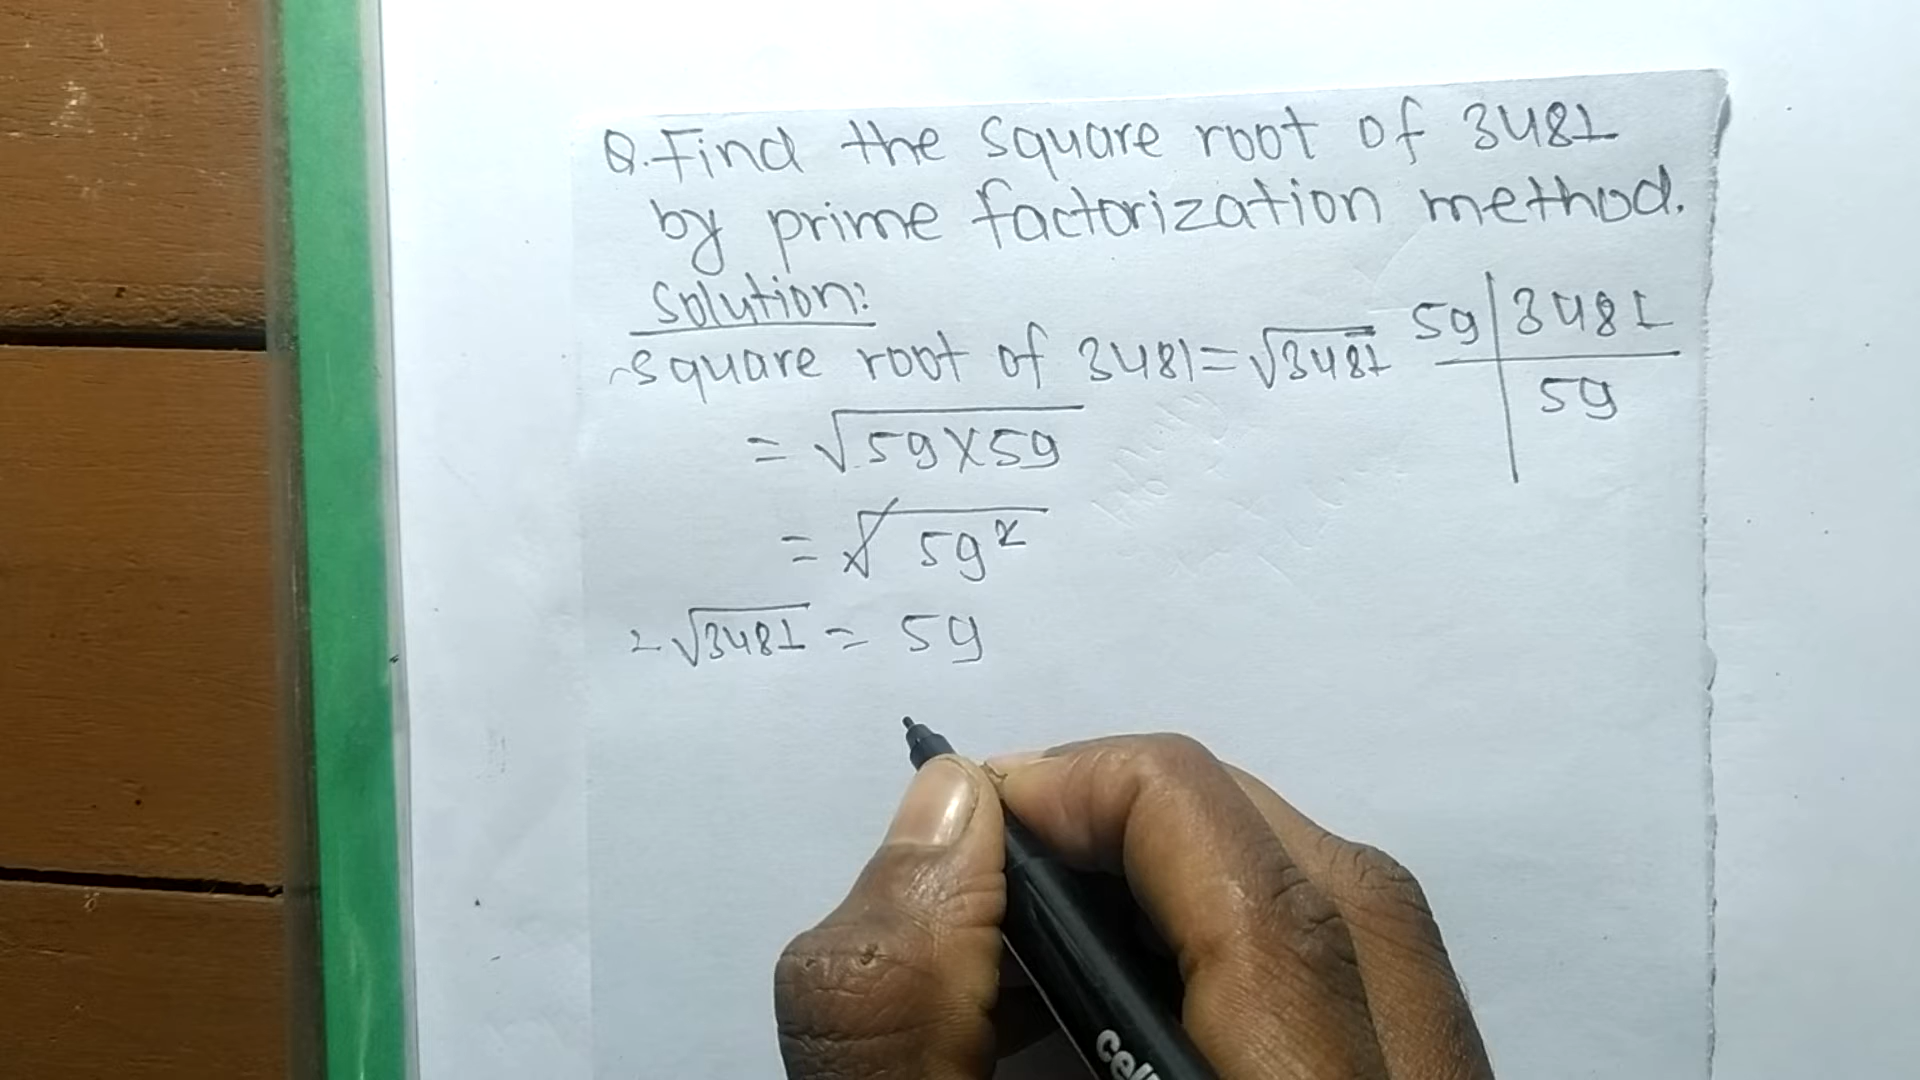 Q. Find the square root of 3481
by prime factorization method.
Solution:
square root of 3481 = √3481
59 | 3481
59
= √59×59
= √59²
= √3481 = 59
cel